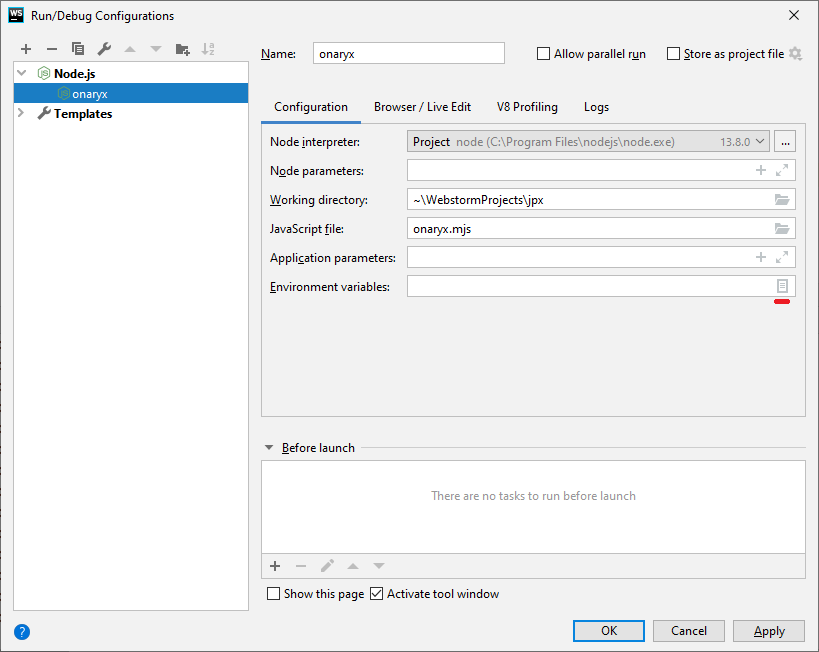 WS Run/Debug Configurations
Name: onaryx Allow parallel run Store as project file
Node.js
onaryx
Templates
Configuration Browser / Live Edit V8 Profiling Logs
Node interpreter: Project node (C:\Program Files\nodejs\node.exe) 13.8.0 ...
Node parameters:
Working directory: ~\WebstormProjects\jpx
JavaScript file: onaryx.mjs
Application parameters:
Environment variables:
Before launch
There are no tasks to run before launch
Show this page Activate tool window
? OK Cancel Apply